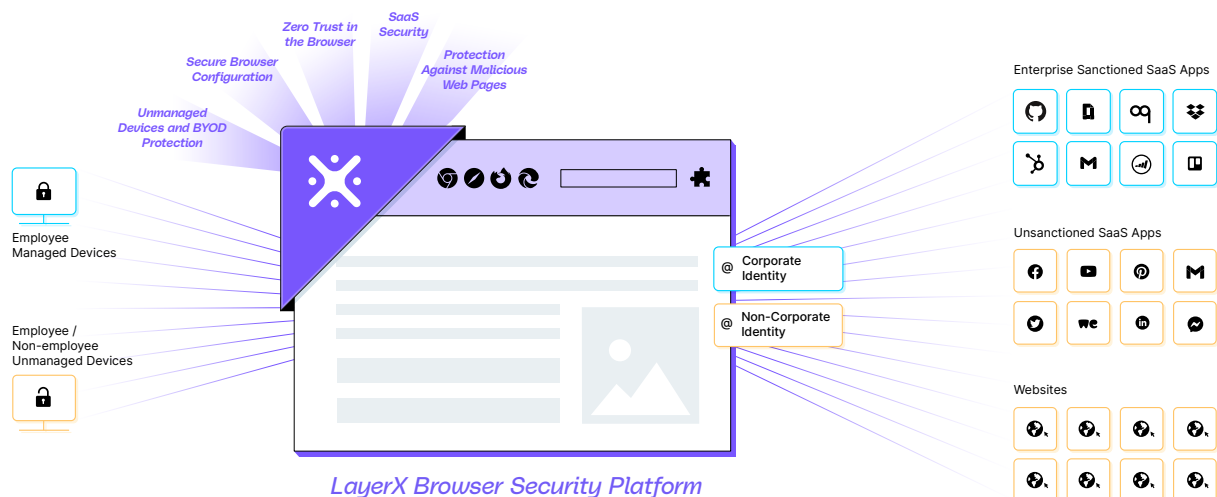 Zero Trust in
the Browser
SaaS
Security
Secure Browser
Configuration
Protection
Against Malicious
Web Pages
Unmanaged
Devices and BYOD
Protection
Employee
Managed Devices
Employee /
Non-employee
Unmanaged Devices
@ Corporate
Identity
@ Non-Corporate
Identity
Enterprise Sanctioned SaaS Apps
Unsanctioned SaaS Apps
we
in
Websites
LayerX Browser Security Platform